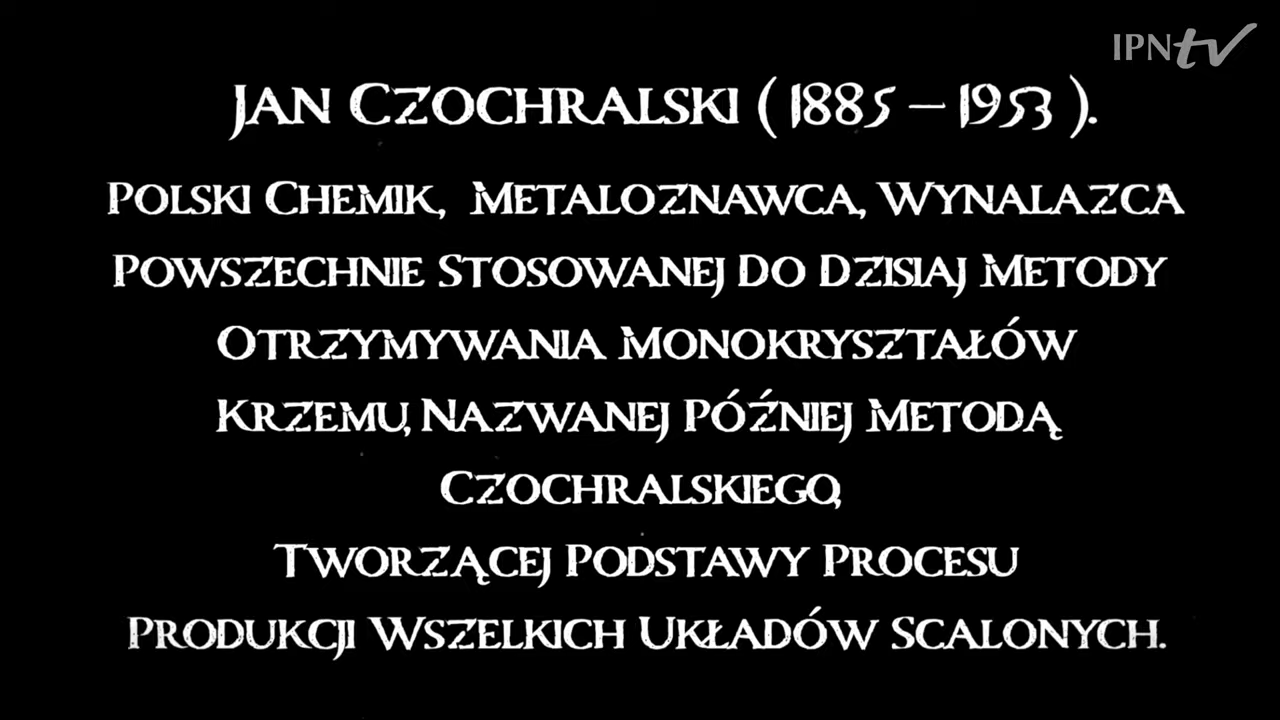 IPNtv
Jan Czochralski ( 1885 – 1953 ).
Polski Chemik, Metaloznawca, Wynalazca
Powszechnie Stosowanej Do Dzisiaj Metody
Otrzymywania Monokryształów
Krzemu, Nazwanej Później Metodą
Czochralskiego,
Tworzącej Podstawy Procesu
Produkcji Wszelkich Układów Scalonych.